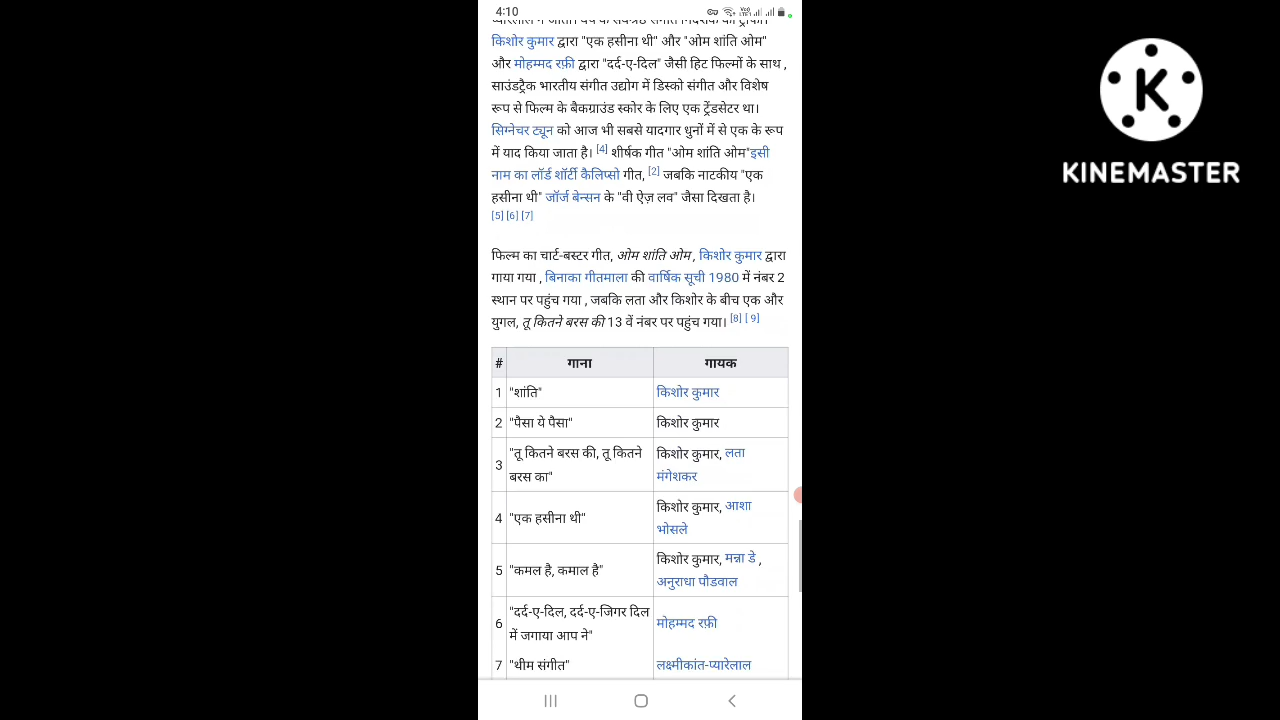 4:10
किशोर कुमार द्वारा "एक हसीना थी" और "ओम शांति ओम"
और मोहम्मद रफ़ी द्वारा "दर्द-ए-दिल" जैसी हिट फिल्मों के साथ ,
साउंडट्रैक भारतीय संगीत उद्योग में डिस्को संगीत और विशेष
रूप से फिल्म के बैकग्राउंड स्कोर के लिए एक ट्रेंडसेटर था।
सिग्नेचर ट्यून को आज भी सबसे यादगार धुनों में से एक के रूप
में याद किया जाता है। [4] शीर्षक गीत "ओम शांति ओम"इसी
नाम का लॉर्ड शॉर्टी कैलिप्सो गीत, [2] जबकि नाटकीय "एक
हसीना थी" जॉर्ज बेन्सन के "वी ऐज़ लव" जैसा दिखता है।
[5] [6] [7]
फिल्म का चार्ट-बस्टर गीत, ओम शांति ओम , किशोर कुमार द्वारा
गाया गया , बिनाका गीतमाला की वार्षिक सूची 1980 में नंबर 2
स्थान पर पहुंच गया , जबकि लता और किशोर के बीच एक और
युगल, तू कितने बरस की 13 वें नंबर पर पहुंच गया। [8] [ 9]
# गाना गायक
1 "शांति" किशोर कुमार
2 "पैसा ये पैसा" किशोर कुमार
3 "तू कितने बरस की, तू कितने बरस का" किशोर कुमार, लता मंगेशकर
4 "एक हसीना थी" किशोर कुमार, आशा भोसले
5 "कमल है, कमाल है" किशोर कुमार, मन्ना डे , अनुराधा पौडवाल
6 "दर्द-ए-दिल, दर्द-ए-जिगर दिल में जगाया आप ने" मोहम्मद रफ़ी
7 "थीम संगीत" लक्ष्मीकांत-प्यारेलाल
K
KINEMASTER